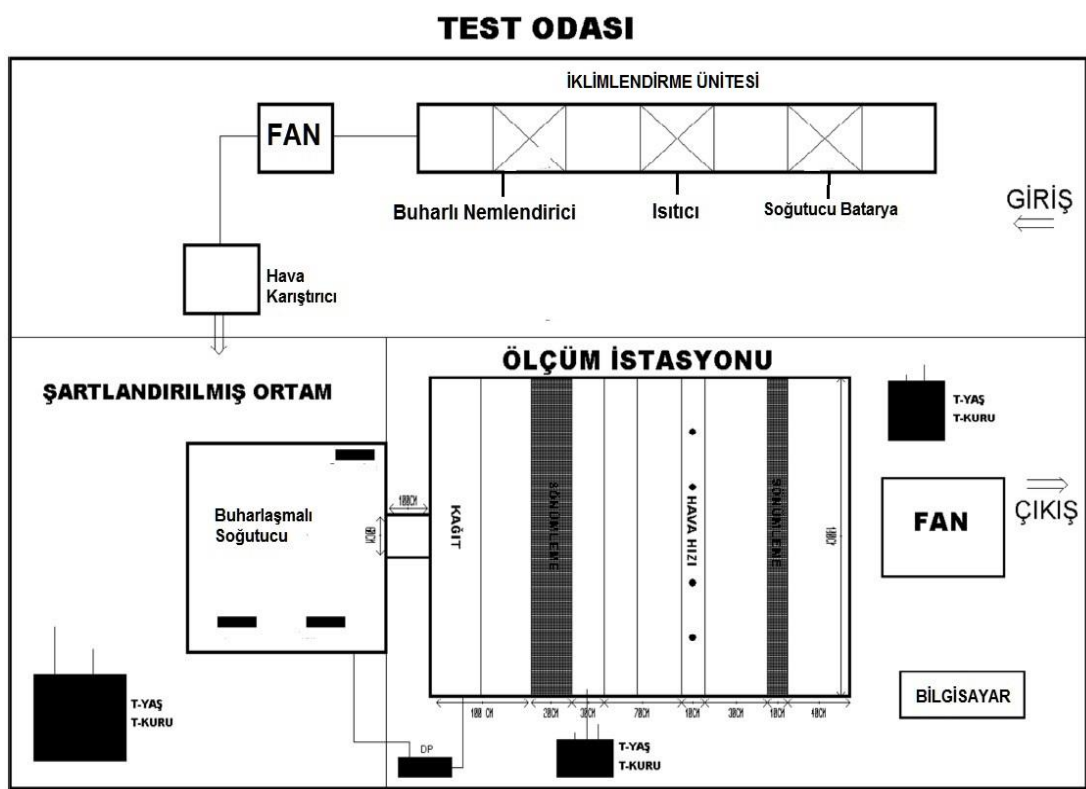 TEST ODASI
İKLİMLENDİRME ÜNİTESİ
FAN
Buharlı Nemlendirici
Isıtıcı
Soğutucu Batarya
GİRİŞ
Hava
Karıştırıcı
ŞARTLANDIRILMIŞ ORTAM
ÖLÇÜM İSTASYONU
T-YAŞ
T-KURU
Buharlaşmalı
Soğutucu
100CM
60CM
KAĞIT
SÖNÜMLEME
HAVA HIZI
SÖNÜMLEME
FAN
ÇIKIŞ
BİLGİSAYAR
T-YAŞ
T-KURU
100 CM
20CM
30CM
70CM
10CM
30CM
10CM
40CM
DP
T-YAŞ
T-KURU